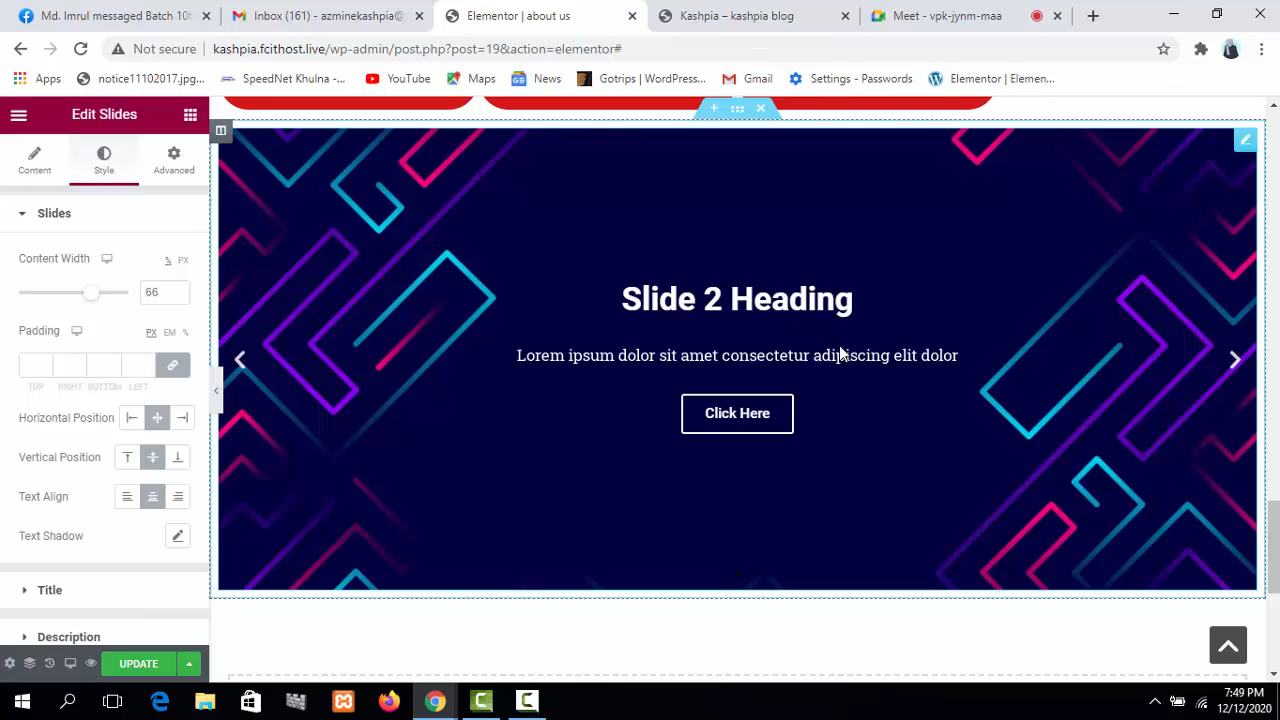 Md. Imrul messaged
Batch (0
Inbox (161) - azminekashpia@
Elementor | about us
Kashpia – kashpia blog
Meet - vpk-jynm-maa
Not secure
kashpia.fcithost.live/wp-admin/post.php?post=19&action=elementor#
Apps
notice11102017.jpg...
SpeedNet Khulna -...
YouTube
Maps
News
Gotrips | WordPress...
Gmail
Settings - Passwords
Elementor | Elemen...
Edit Slides
Content
Style
Advanced
Slides
Content Width
% PX
66
Padding
PX EM %
TOP RIGHT BOTTOM LEFT
Horizontal Position
Vertical Position
Text Align
Text Shadow
Title
Description
UPDATE
Slide 2 Heading
Lorem ipsum dolor sit amet consectetur adipiscing elit dolor
Click Here
7:49 PM
12/12/2020